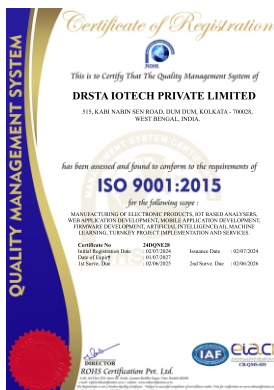 Certificate of Registration
ROHS
This is to Certify That The Quality Management System of
DRSTA IOTECH PRIVATE LIMITED
515, KABI NABIN SEN ROAD, DUM DUM, KOLKATA - 700028,
WEST BENGAL, INDIA.
QUALITY MANAGEMENT SYSTEM
has been assessed and found to conform to the requirements of
ISO 9001:2015
for the following scope :
MANUFACTURING OF ELECTRONIC PRODUCTS, IOT BASED ANALYSERS,
WEB APPLICATION DEVELOPMENT, MOBILE APPLICATION DEVELOPMENT,
FIRMWARE DEVELOPMENT, ARTIFICIAL INTELLIGENCE(AI), MACHINE
LEARNING, TURNKEY PROJECT IMPLEMENTATION AND SERVICES.
Certificate No : 24DQNE28
Initial Registration Date : 02/07/2024 Issuance Date : 02/07/2024
Date of Expiry : 01/07/2027
1st Surve. Due : 02/06/2025 2nd Surve. Due : 02/06/2026
DIRECTOR
ROHS Certification Pvt. Ltd.
IAF